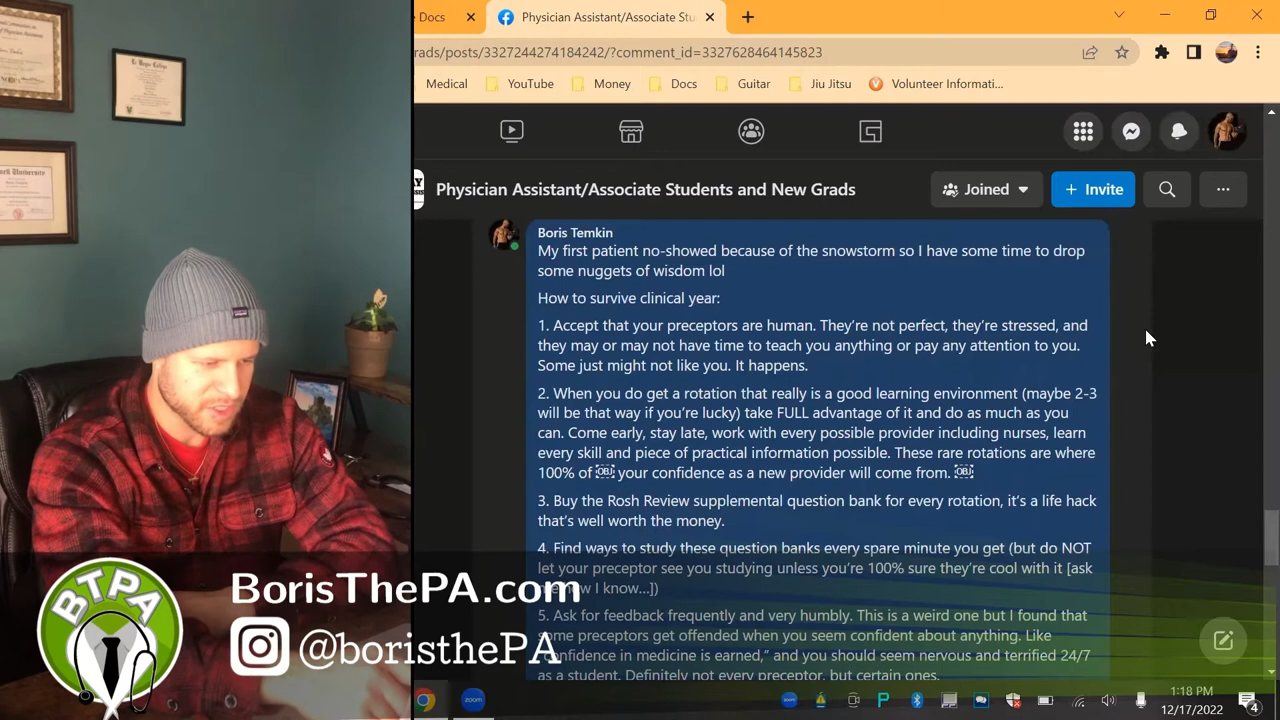 e Docs
Physician Assistant/Associate Stu
rads/posts/3327244274184242/?comment_id=3327628464145823
Medical
YouTube
Money
Docs
Guitar
Jiu Jitsu
Volunteer Informati...
Physician Assistant/Associate Students and New Grads
Joined
+ Invite
Boris Temkin
My first patient no-showed because of the snowstorm so I have some time to drop
some nuggets of wisdom lol
How to survive clinical year:
1. Accept that your preceptors are human. They’re not perfect, they’re stressed, and
they may or may not have time to teach you anything or pay any attention to you.
Some just might not like you. It happens.
2. When you do get a rotation that really is a good learning environment (maybe 2-3
will be that way if you’re lucky) take FULL advantage of it and do as much as you
can. Come early, stay late, work with every possible provider including nurses, learn
every skill and piece of practical information possible. These rare rotations are where
100% of OBJ your confidence as a new provider will come from. OBJ
3. Buy the Rosh Review supplemental question bank for every rotation, it’s a life hack
that’s well worth the money.
4. Find ways to study these question banks every spare minute you get (but do NOT
let your preceptor see you studying unless you’re 100% sure they’re cool with it [ask
how I know...])
5. Ask for feedback frequently and very humbly. This is a weird one but I found that
some preceptors get offended when you seem confident about anything. Like
confidence in medicine is earned,” and you should seem nervous and terrified 24/7
as a student. Definitely not every preceptor, but certain ones.
BTPA
BorisThePA.com
@boristhePA
1:18 PM
12/17/2022
4